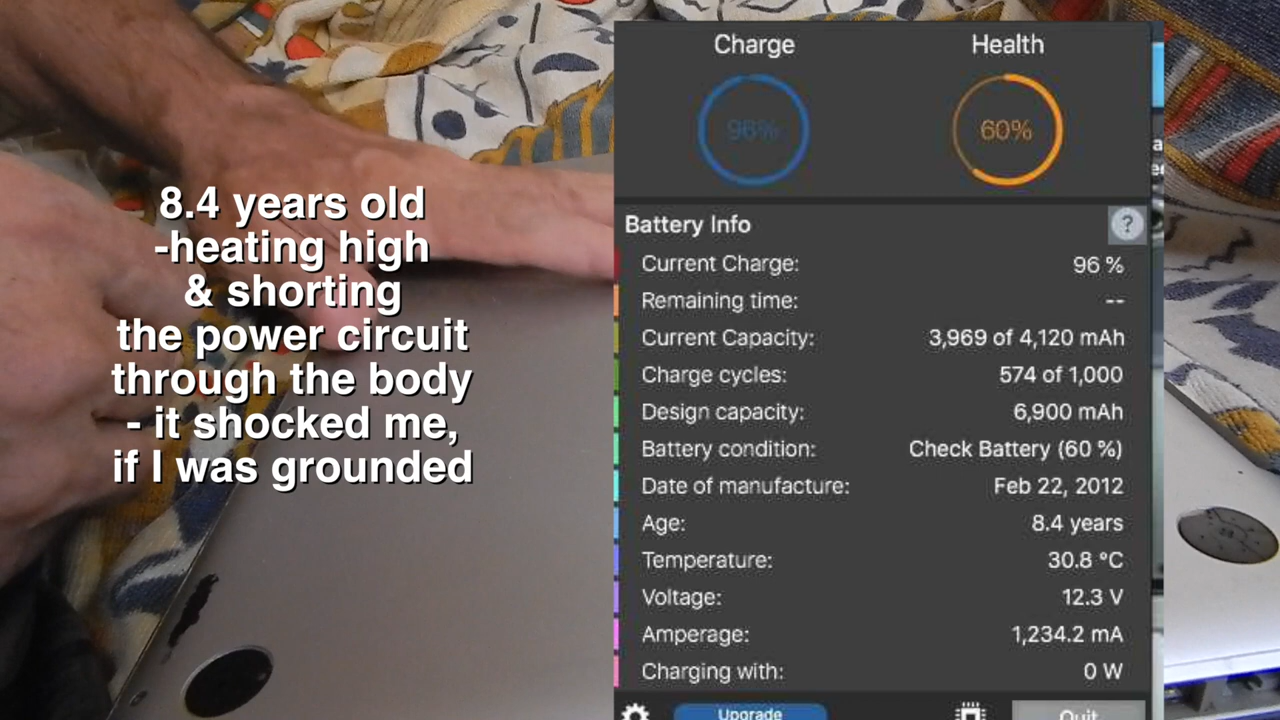 8.4 years old
-heating high
& shorting
the power circuit
through the body
- it shocked me,
if I was grounded
Charge Health
96% 60%
Battery Info ?
Current Charge: 96 %
Remaining time: --
Current Capacity: 3,969 of 4,120 mAh
Charge cycles: 574 of 1,000
Design capacity: 6,900 mAh
Battery condition: Check Battery (60 %)
Date of manufacture: Feb 22, 2012
Age: 8.4 years
Temperature: 30.8 °C
Voltage: 12.3 V
Amperage: 1,234.2 mA
Charging with: 0 W
Upgrade Quit